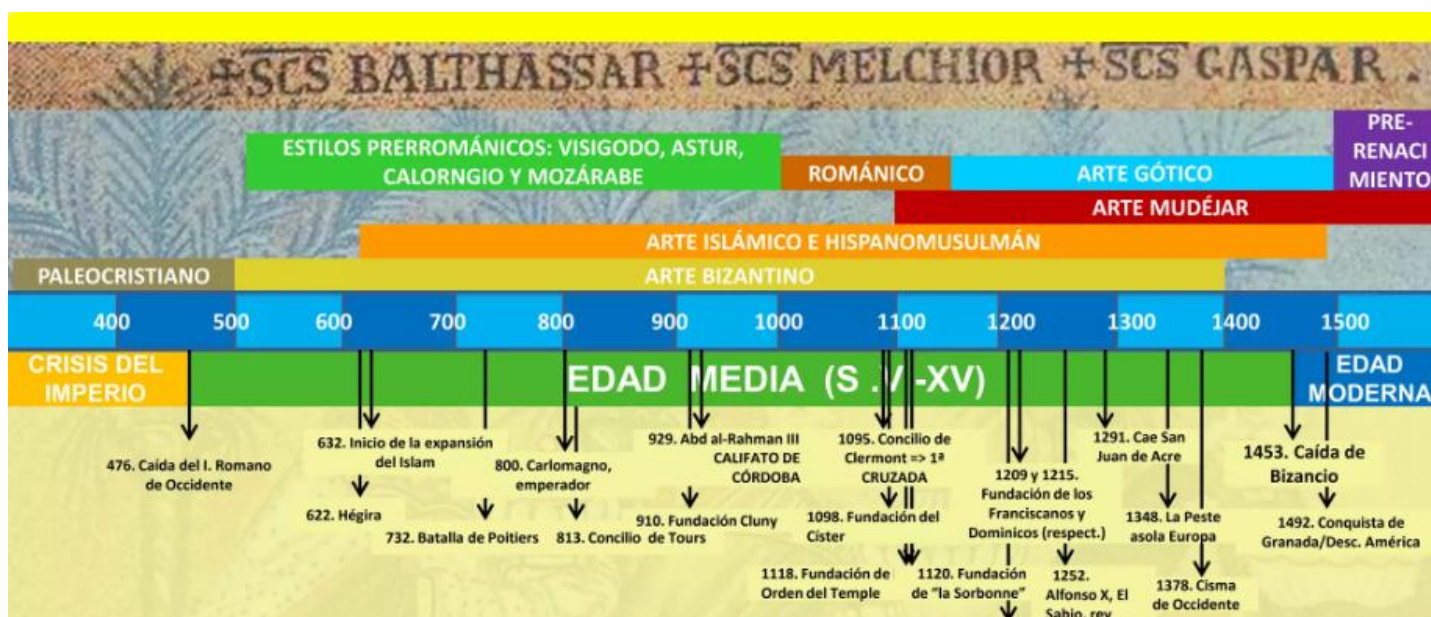 ✠SCS BALTHASSAR ✠SCS MELCHIOR ✠SCS GASPAR.
ESTILOS PRERROMÁNICOS: VISIGODO, ASTUR,
CALORNGIO Y MOZÁRABE
ROMÁNICO
ARTE GÓTICO
PRE-
RENACI
MIENTO
ARTE MUDÉJAR
ARTE ISLÁMICO E HISPANOMUSULMÁN
PALEOCRISTIANO
ARTE BIZANTINO
400 500 600 700 800 900 1000 1100 1200 1300 1400 1500
CRISIS DEL
IMPERIO
EDAD MEDIA (S .V -XV)
EDAD
MODERNA
476. Caída del I. Romano
de Occidente
632. Inicio de la expansión
del Islam
622. Hégira
732. Batalla de Poitiers
800. Carlomagno,
emperador
813. Concilio de Tours
929. Abd al-Rahman III
CALIFATO DE
CÓRDOBA
910. Fundación Cluny
1095. Concilio de
Clermont => 1ª
CRUZADA
1098. Fundación del
Císter
1118. Fundación de
Orden del Temple
1120. Fundación
de "la Sorbonne"
1209 y 1215.
Fundación de los
Franciscanos y
Dominicos (respect.)
1252.
Alfonso X, El
Sabio, rey
1291. Cae San
Juan de Acre
1348. La Peste
asola Europa
1378. Cisma
de Occidente
1453. Caída de
Bizancio
1492. Conquista de
Granada/Desc. América